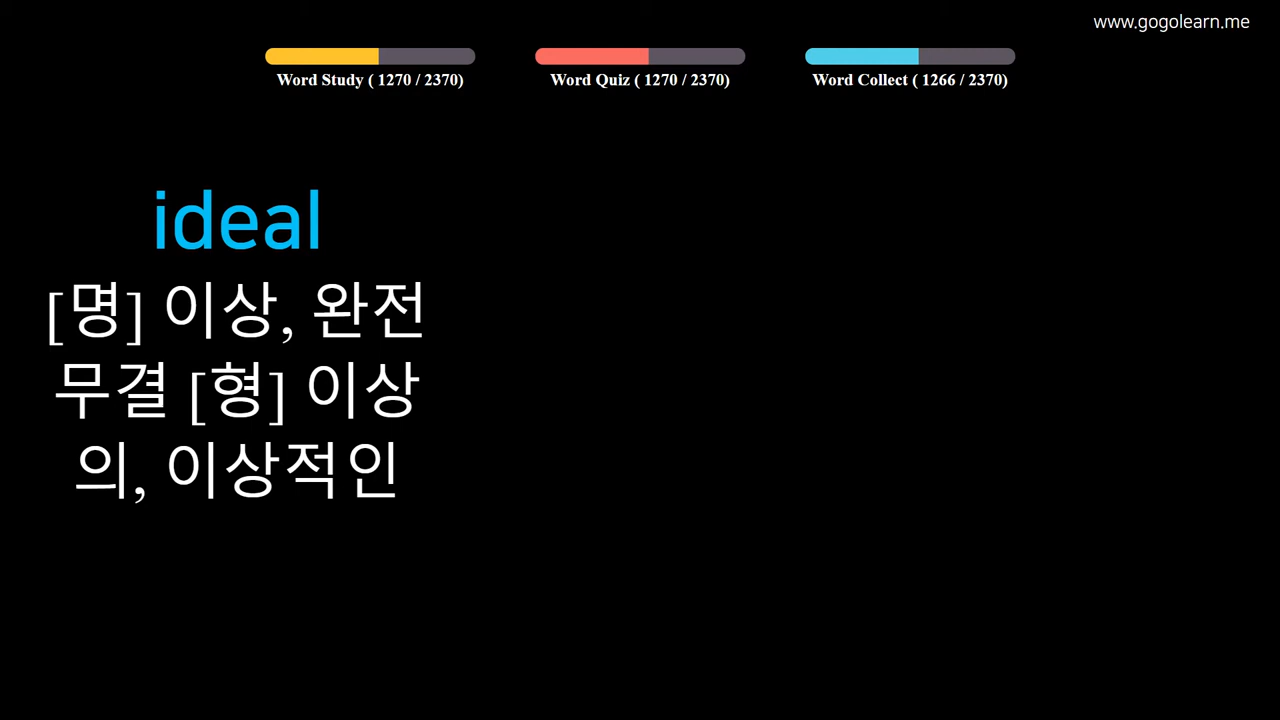 www.gogolearn.me
Word Study ( 1270 / 2370)
Word Quiz ( 1270 / 2370)
Word Collect ( 1266 / 2370)
ideal
[명] 이상, 완전
무결 [형] 이상
의, 이상적인